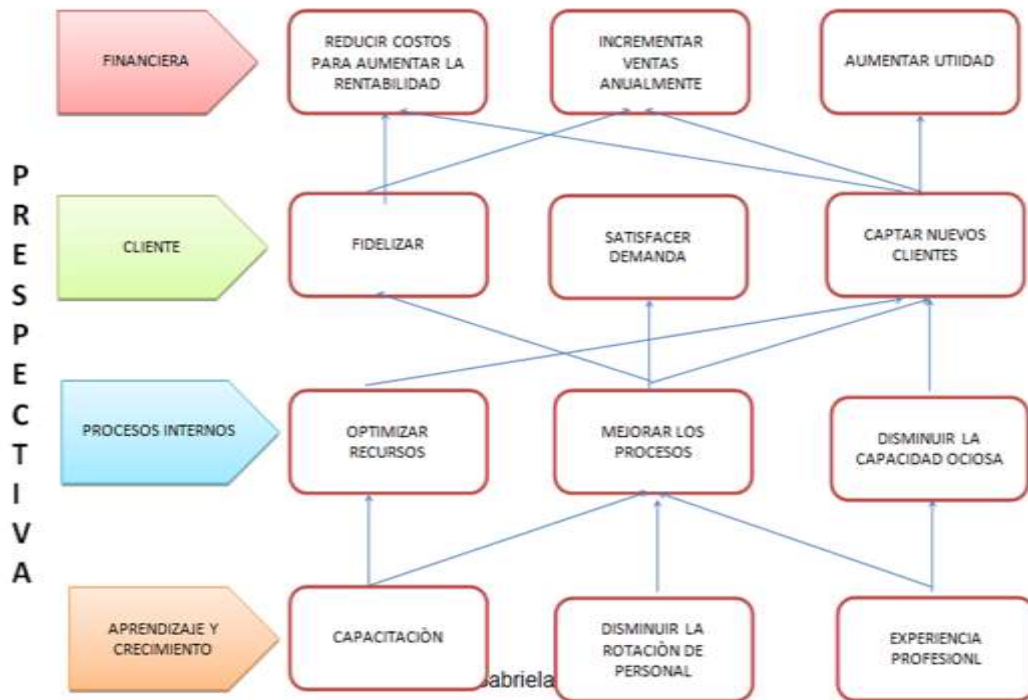 FINANCIERA
REDUCIR COSTOS
PARA AUMENTAR LA
RENTABILIDAD
INCREMENTAR
VENTAS
ANUALMENTE
AUMENTAR UTIIDAD
PRESPECTIVA
CLIENTE
FIDELIZAR
SATISFACER
DEMANDA
CAPTAR NUEVOS
CLIENTES
PROCESOS INTERNOS
OPTIMIZAR
RECURSOS
MEJORAR LOS
PROCESOS
DISMINUIR LA
CAPACIDAD OCIOSA
APRENDIZAJE Y
CRECIMIENTO
CAPACITACIÒN
DISMINUIR LA
ROTACIÒN DE
PERSONAL
EXPERIENCIA
PROFESIONL